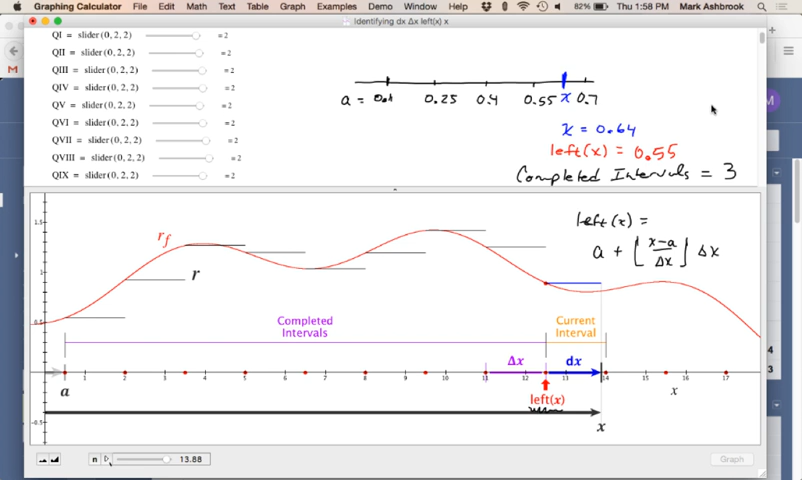 Graphing Calculator File Edit Math Text Table Graph Examples Demo Window Help 82% Thu 1:58 PM Mark Ashbrook
Identifying dx Δx left(x) x
QI = slider (0, 2, 2) =2
QII = slider (0, 2, 2) =2
QIII = slider (0, 2, 2) =2
QIV = slider (0, 2, 2) =2
QV = slider (0, 2, 2) =2
QVI = slider (0, 2, 2) =2
QVII = slider (0, 2, 2) =2
QVIII = slider (0, 2, 2) =2
QIX = slider (0, 2, 2) =2
a = 0.1 0.25 0.4 0.55 x 0.7
x = 0.64
left(x) = 0.55
Completed Intervals = 3
left(x) =
a + ⌊(x-a)/Δx⌋ Δx
1.5
rf
r
1
0.5
Completed
Intervals
Current
Interval
Δx dx
1 2 3 4 5 6 7 8 9 10 11 12 13 14 15 16 17
a
left(x)
x
-0.5
x
n 13.88
Graph
M
4
3